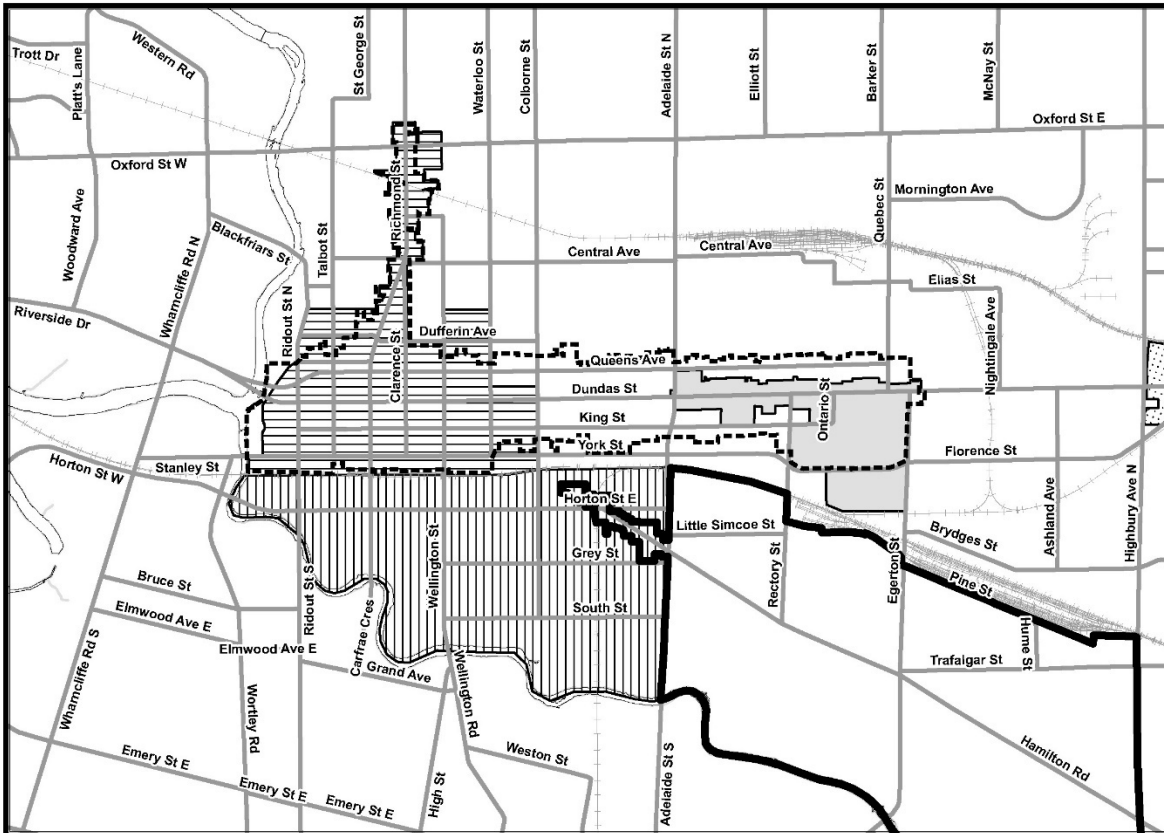 Trott Dr
Platt's Lane
Western Rd
St George St
Waterloo St
Colborne St
Adelaide St N
Elliott St
Barker St
McNay St
Oxford St E
Oxford St W
Richmond St
Woodward Ave
Blackfriars St
Talbot St
Quebec St
Mornington Ave
Central Ave
Central Ave
Elias St
Wharncliffe Rd N
Riverside Dr
Ridout St N
Clarence St
Dufferin Ave
Queens Ave
Nightingale Ave
Dundas St
Ontario St
King St
York St
Florence St
Horton St W
Stanley St
Horton St E
Ashland Ave
Highbury Ave N
Little Simcoe St
Brydges St
Wellington St
Grey St
Rectory St
Egerton St
Pine St
Bruce St
Ridout St S
South St
Elmwood Ave E
Elmwood Ave E
Carfrae Cres
Hume St
Trafalgar St
Grand Ave
Wharncliffe Rd S
Wortley Rd
Wellington Rd
Weston St
Adelaide St S
Hamilton Rd
Emery St E
Emery St E
Emery St E
High St